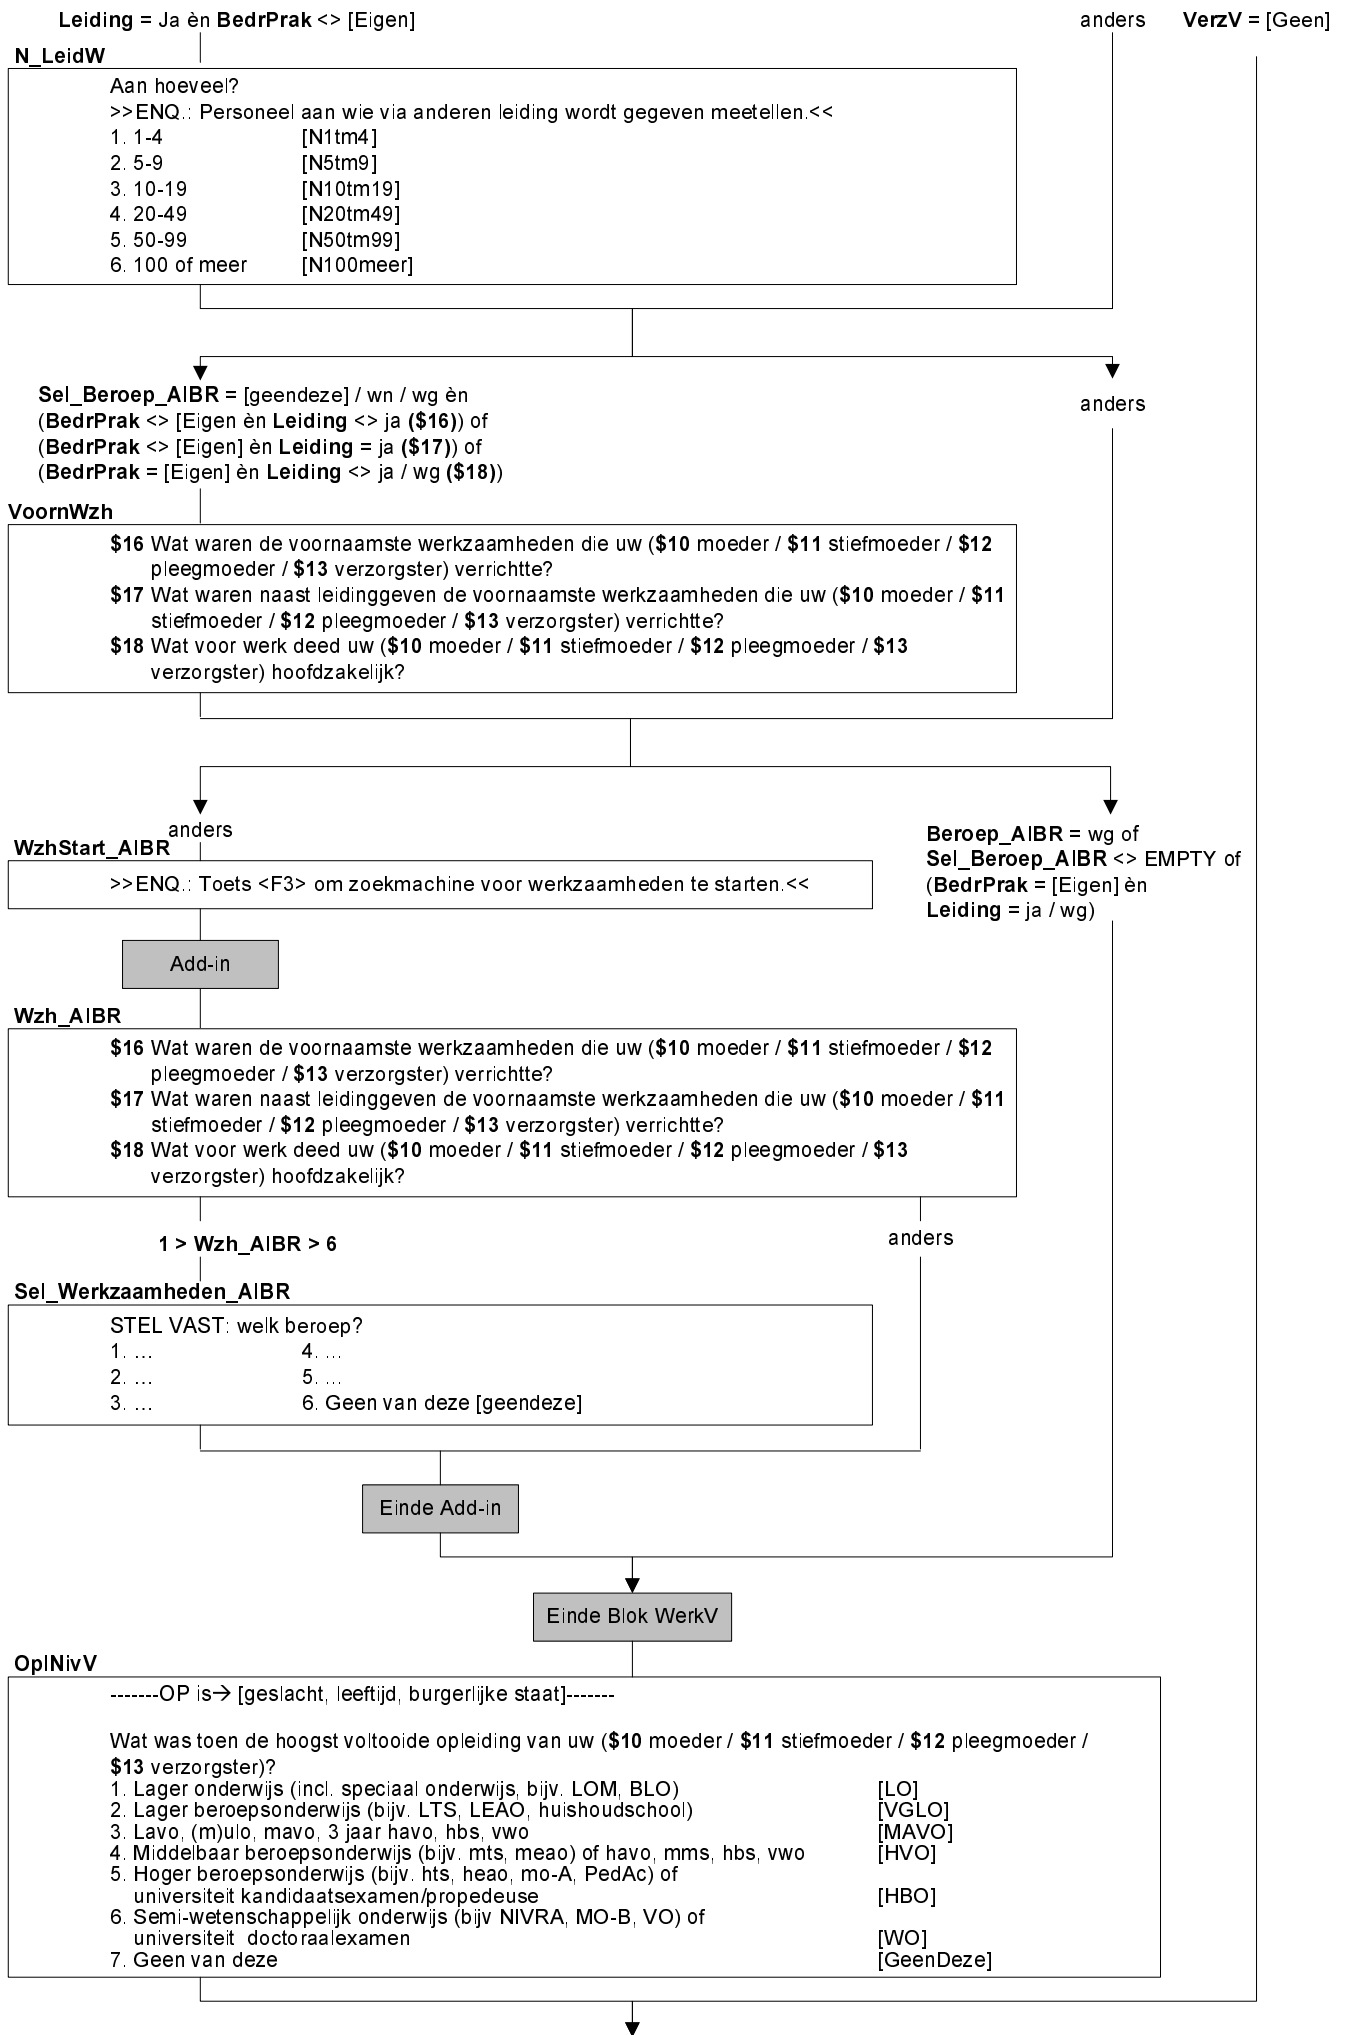 Leiding = Ja èn BedrPrak <> [Eigen] anders VerzV = [Geen]
N_LeidW
Aan hoeveel?
>>ENQ.: Personeel aan wie via anderen leiding wordt gegeven meetellen.<<
1. 1-4 [N1tm4]
2. 5-9 [N5tm9]
3. 10-19 [N10tm19]
4. 20-49 [N20tm49]
5. 50-99 [N50tm99]
6. 100 of meer [N100meer]
Sel_Beroep_AIBR = [geendeze] / wn / wg èn
(BedrPrak <> [Eigen èn Leiding <> ja ($16)) of
(BedrPrak <> [Eigen] èn Leiding = ja ($17)) of
(BedrPrak = [Eigen] èn Leiding <> ja / wg ($18))
anders
VoornWzh
$16 Wat waren de voornaamste werkzaamheden die uw ($10 moeder / $11 stiefmoeder / $12
pleegmoeder / $13 verzorgster) verrichtte?
$17 Wat waren naast leidinggeven de voornaamste werkzaamheden die uw ($10 moeder / $11
stiefmoeder / $12 pleegmoeder / $13 verzorgster) verrichtte?
$18 Wat voor werk deed uw ($10 moeder / $11 stiefmoeder / $12 pleegmoeder / $13
verzorgster) hoofdzakelijk?
anders
Beroep_AIBR = wg of
Sel_Beroep_AIBR <> EMPTY of
(BedrPrak = [Eigen] èn
Leiding = ja / wg)
WzhStart_AIBR
>>ENQ.: Toets <F3> om zoekmachine voor werkzaamheden te starten.<<
Add-in
Wzh_AIBR
$16 Wat waren de voornaamste werkzaamheden die uw ($10 moeder / $11 stiefmoeder / $12
pleegmoeder / $13 verzorgster) verrichtte?
$17 Wat waren naast leidinggeven de voornaamste werkzaamheden die uw ($10 moeder / $11
stiefmoeder / $12 pleegmoeder / $13 verzorgster) verrichtte?
$18 Wat voor werk deed uw ($10 moeder / $11 stiefmoeder / $12 pleegmoeder / $13
verzorgster) hoofdzakelijk?
1 > Wzh_AIBR > 6 anders
Sel_Werkzaamheden_AIBR
STEL VAST: welk beroep?
1. ... 4. ...
2. ... 5. ...
3. ... 6. Geen van deze [geendeze]
Einde Add-in
Einde Blok WerkV
OplNivV
-------OP is→ [geslacht, leeftijd, burgerlijke staat]-------
Wat was toen de hoogst voltooide opleiding van uw ($10 moeder / $11 stiefmoeder / $12 pleegmoeder /
$13 verzorgster)?
1. Lager onderwijs (incl. speciaal onderwijs, bijv. LOM, BLO) [LO]
2. Lager beroepsonderwijs (bijv. LTS, LEAO, huishoudschool) [VGLO]
3. Lavo, (m)ulo, mavo, 3 jaar havo, hbs, vwo [MAVO]
4. Middelbaar beroepsonderwijs (bijv. mts, meao) of havo, mms, hbs, vwo [HVO]
5. Hoger beroepsonderwijs (bijv. hts, heao, mo-A, PedAc) of
universiteit kandidaatsexamen/propedeuse [HBO]
6. Semi-wetenschappelijk onderwijs (bijv NIVRA, MO-B, VO) of
universiteit doctoraalexamen [WO]
7. Geen van deze [GeenDeze]